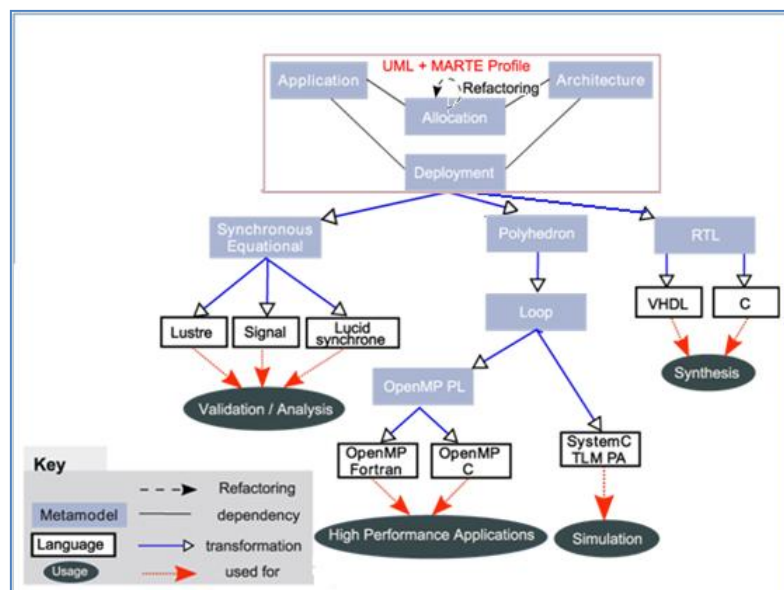 UML + MARTE Profile
Application
Architecture
Refactoring
Allocation
Deployment
Synchronous
Equational
Polyhedron
RTL
Lustre
Signal
Lucid
synchrone
Loop
VHDL
C
Validation / Analysis
OpenMP PL
Synthesis
OpenMP
Fortran
OpenMP
C
SystemC
TLM PA
High Performance Applications
Simulation
Key
Refactoring
Metamodel
dependency
Language
transformation
Usage
used for